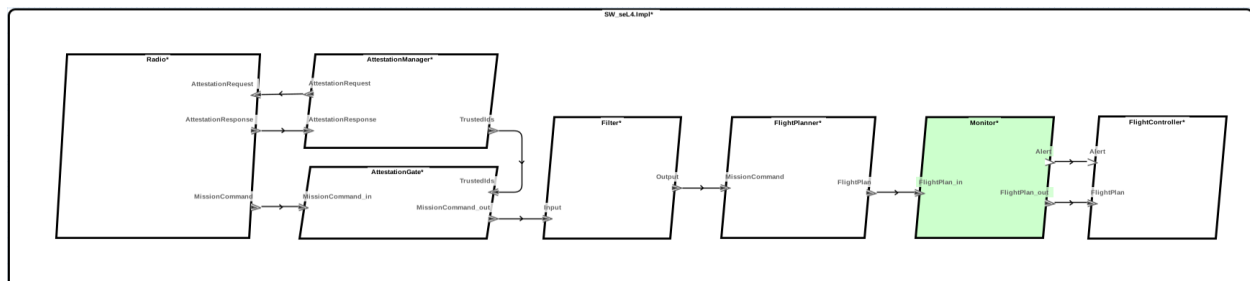 SW_seL4.Impl*
Radio*
AttestationManager*
AttestationRequest
AttestationRequest
AttestationResponse
AttestationResponse
TrustedIds
AttestationGate*
TrustedIds
MissionCommand
MissionCommand_in
MissionCommand_out
Filter*
Input
Output
FlightPlanner*
MissionCommand
FlightPlan
Monitor*
FlightPlan_in
Alert
FlightPlan_out
FlightController*
Alert
FlightPlan